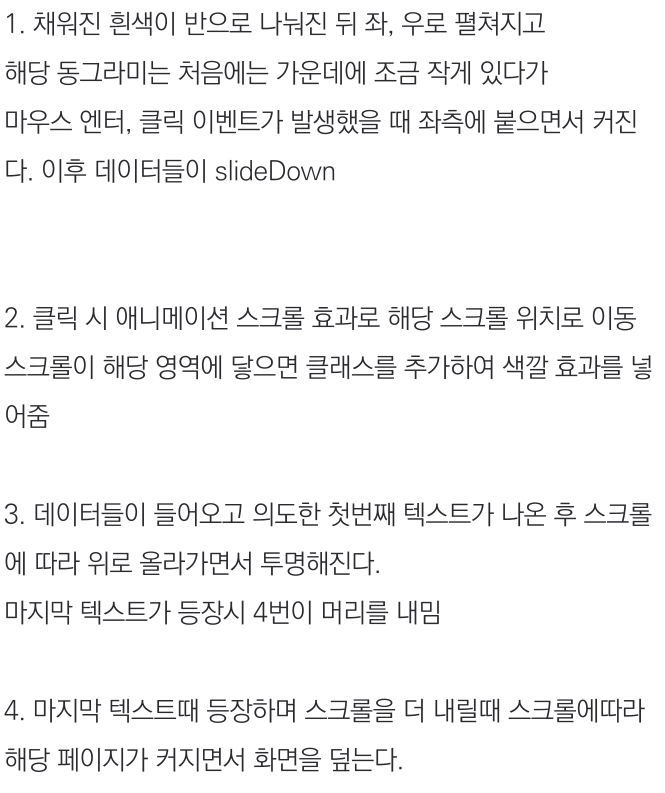 1. 채워진 흰색이 반으로 나눠진 뒤 좌, 우로 펼쳐지고
해당 동그라미는 처음에는 가운데에 조금 작게 있다가
마우스 엔터, 클릭 이벤트가 발생했을 때 좌측에 붙으면서 커진
다. 이후 데이터들이 slideDown
2. 클릭 시 애니메이션 스크롤 효과로 해당 스크롤 위치로 이동
스크롤이 해당 영역에 닿으면 클래스를 추가하여 색깔 효과를 넣
어줌
3. 데이터들이 들어오고 의도한 첫번째 텍스트가 나온 후 스크롤
에 따라 위로 올라가면서 투명해진다.
마지막 텍스트가 등장시 4번이 머리를 내밈
4. 마지막 텍스트때 등장하며 스크롤을 더 내릴때 스크롤에따라
해당 페이지가 커지면서 화면을 덮는다.